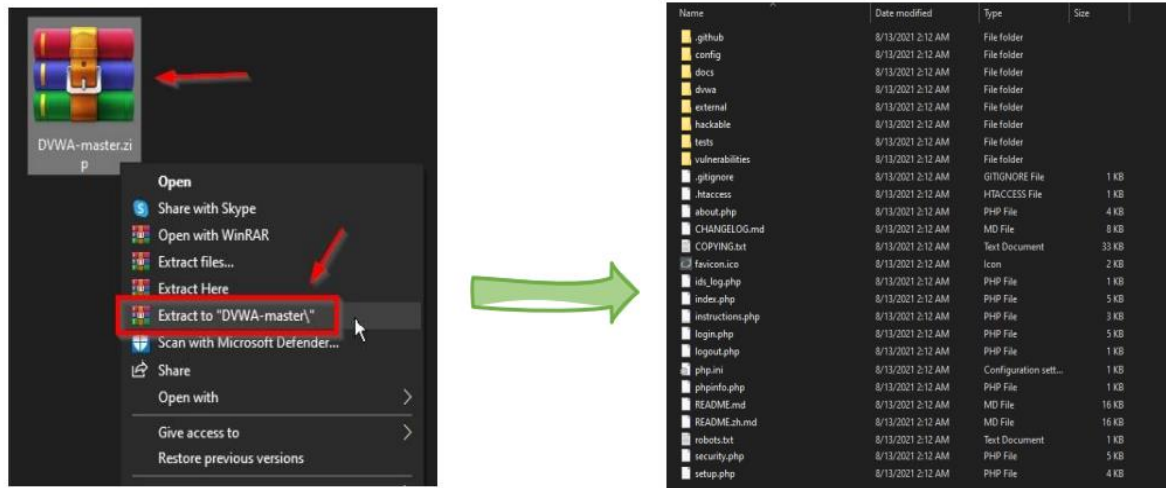 DVWA-master.zi
p
Open
Share with Skype
Open with WinRAR
Extract files...
Extract Here
Extract to "DVWA-master\"
Scan with Microsoft Defender...
Share
Open with
Give access to
Restore previous versions
Name Date modified Type Size
.github 8/13/2021 2:12 AM File folder
config 8/13/2021 2:12 AM File folder
docs 8/13/2021 2:12 AM File folder
dvwa 8/13/2021 2:12 AM File folder
external 8/13/2021 2:12 AM File folder
hackable 8/13/2021 2:12 AM File folder
tests 8/13/2021 2:12 AM File folder
vulnerabilities 8/13/2021 2:12 AM File folder
.gitignore 8/13/2021 2:12 AM GITIGNORE File 1 KB
.htaccess 8/13/2021 2:12 AM HTACCESS File 1 KB
about.php 8/13/2021 2:12 AM PHP File 4 KB
CHANGELOG.md 8/13/2021 2:12 AM MD File 8 KB
COPYING.txt 8/13/2021 2:12 AM Text Document 33 KB
favicon.ico 8/13/2021 2:12 AM Icon 2 KB
ids_log.php 8/13/2021 2:12 AM PHP File 1 KB
index.php 8/13/2021 2:12 AM PHP File 5 KB
instructions.php 8/13/2021 2:12 AM PHP File 3 KB
login.php 8/13/2021 2:12 AM PHP File 5 KB
logout.php 8/13/2021 2:12 AM PHP File 1 KB
php.ini 8/13/2021 2:12 AM Configuration sett... 1 KB
phpinfo.php 8/13/2021 2:12 AM PHP File 1 KB
README.md 8/13/2021 2:12 AM MD File 16 KB
README.zh.md 8/13/2021 2:12 AM MD File 16 KB
robots.txt 8/13/2021 2:12 AM Text Document 1 KB
security.php 8/13/2021 2:12 AM PHP File 5 KB
setup.php 8/13/2021 2:12 AM PHP File 4 KB